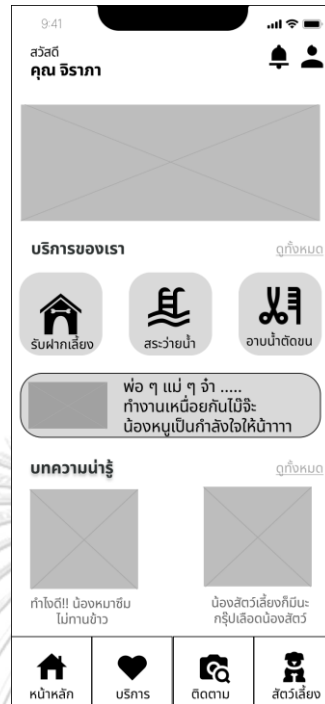 9:41
สวัสดี
คุณ จิราภา
บริการของเรา
ดูทั้งหมด
รับฝากเลี้ยง
สระว่ายน้ำ
อาบน้ำตัดขน
พ่อ ๆ แม่ ๆ จ๋า .....
ทำงานเหนื่อยกันไม๊จ๊ะ
น้องหนูเป็นกำลังใจให้น้าาาา
บทความน่ารู้
ดูทั้งหมด
ทำไงดี!! น้องหมาซึม
ไม่ทานข้าว
น้องสัตว์เลี้ยงก็มีนะ
กรุ๊ปเลือดน้องสัตว์
หน้าหลัก
บริการ
ติดตาม
สัตว์เลี้ยง